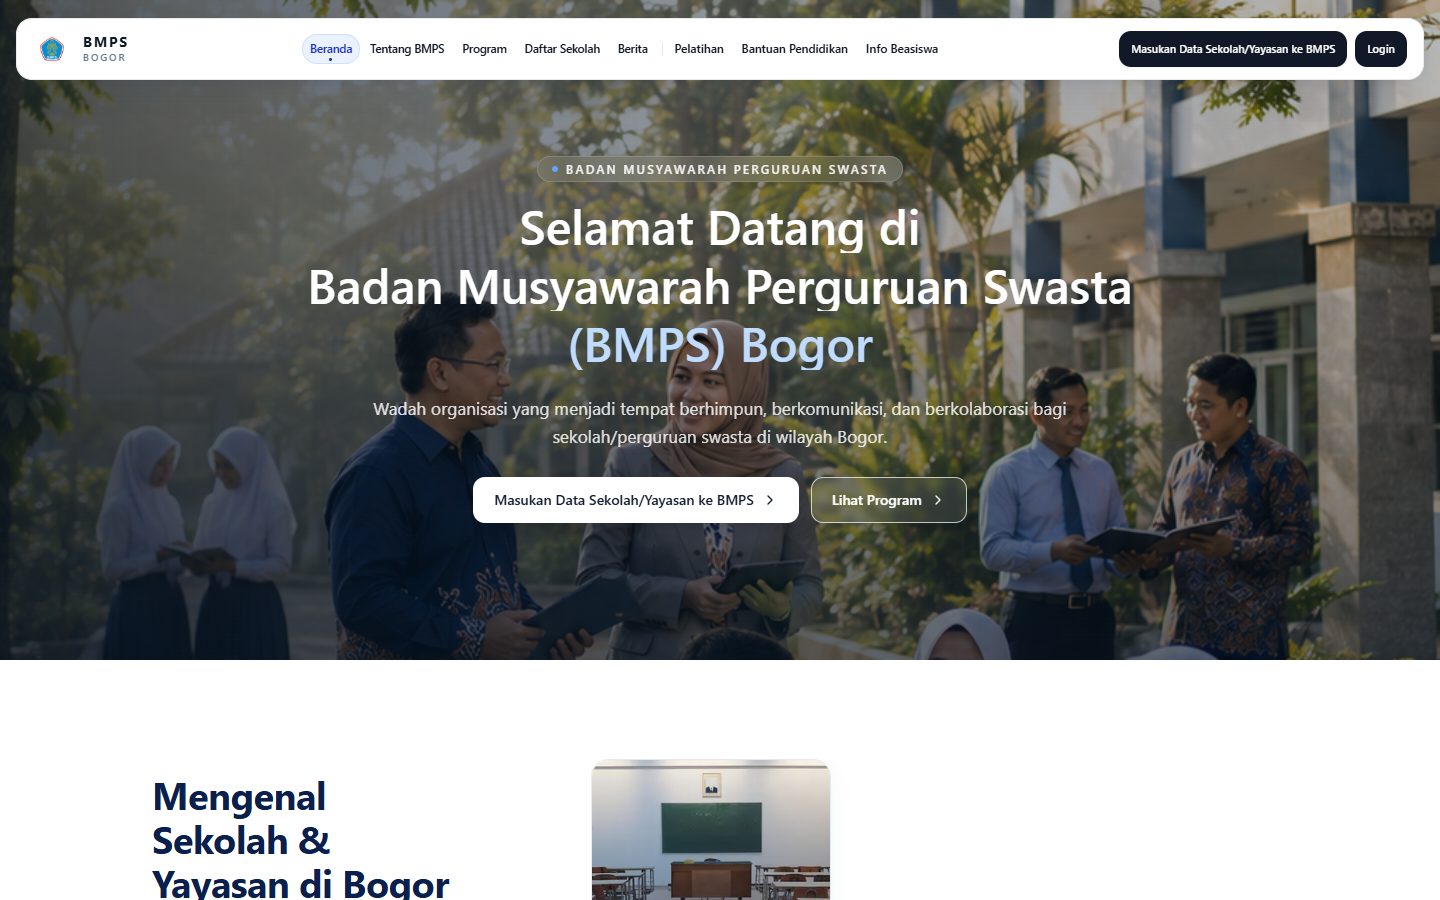 BMPS
BOGOR
Beranda
Tentang BMPS
Program
Daftar Sekolah
Berita
Pelatihan
Bantuan Pendidikan
Info Beasiswa
Masukan Data Sekolah/Yayasan ke BMPS
Login
BADAN MUSYAWARAH PERGURUAN SWASTA
Selamat Datang di
Badan Musyawarah Perguruan Swasta
(BMPS) Bogor
Wadah organisasi yang menjadi tempat berhimpun, berkomunikasi, dan berkolaborasi bagi
sekolah/perguruan swasta di wilayah Bogor.
Masukan Data Sekolah/Yayasan ke BMPS
Lihat Program
Mengenal
Sekolah &
Yayasan di Bogor